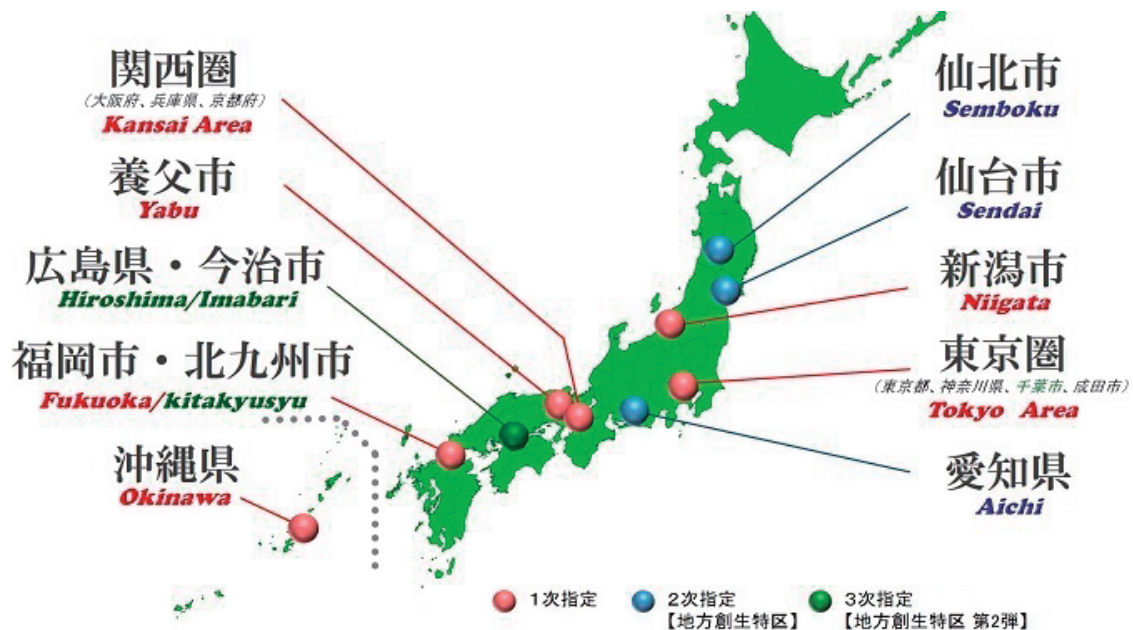 関西圏
（大阪府、兵庫県、京都府）
Kansai Area
養父市
Yabu
広島県・今治市
Hiroshima/Imabari
福岡市・北九州市
Fukuoka/kitakyusyu
沖縄県
Okinawa
仙北市
Semboku
仙台市
Sendai
新潟市
Niigata
東京圏
（東京都、神奈川県、千葉市、成田市）
Tokyo Area
愛知県
Aichi
1次指定
2次指定
【地方創生特区】
3次指定
【地方創生特区 第2弾】